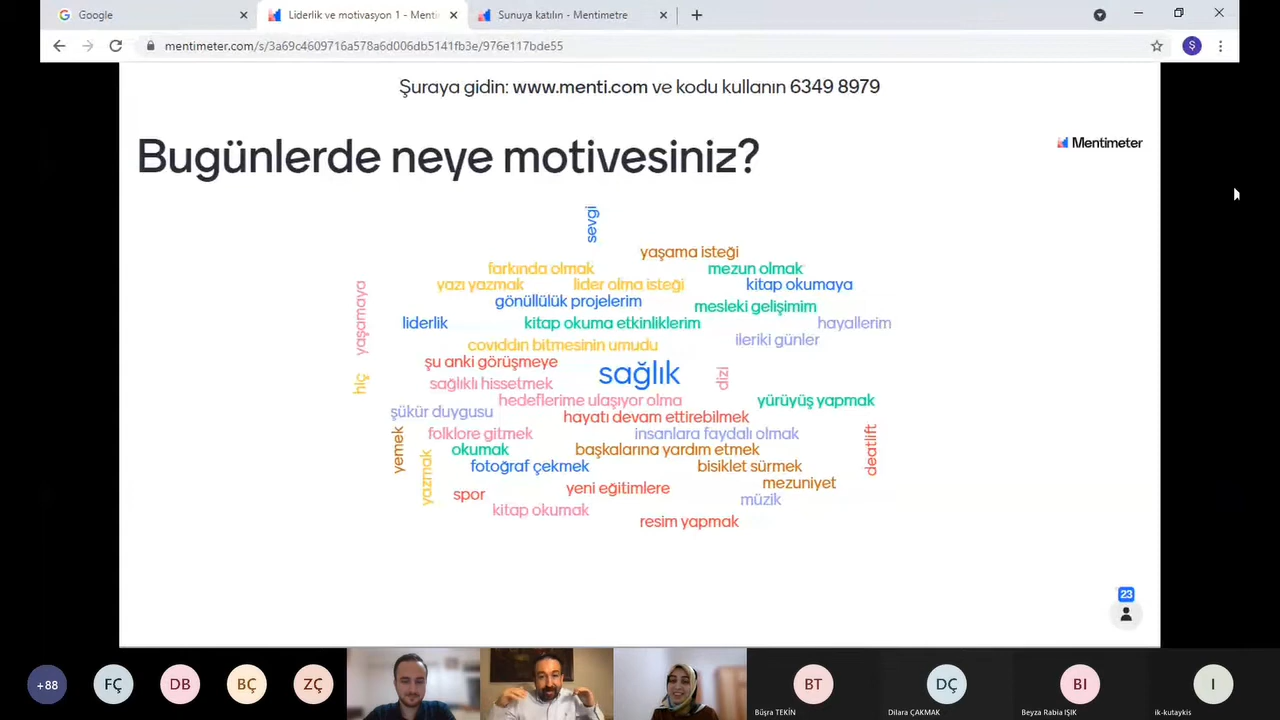 Google
Liderlik ve motivasyon 1 - Menti
Sunuya katılın - Mentimetre
mentimeter.com/s/3a69c4609716a578a6d006db5141fb3e/976e117bde55
Ş
Şuraya gidin: www.menti.com ve kodu kullanın 6349 8979
Bugünlerde neye motivesiniz?
Mentimeter
sevgi
yaşama isteği
farkında olmak
mezun olmak
yazı yazmak
lider olma isteği
kitap okumaya
gönüllülük projelerim
mesleki gelişimim
yaşamaya
liderlik
kitap okuma etkinliklerim
hayallerim
covıddın bitmesinin umudu
ileriki günler
şu anki görüşmeye
sağlık
dizi
hiç
sağlıklı hissetmek
hedeflerime ulaşıyor olma
yürüyüş yapmak
şükür duygusu
hayatı devam ettirebilmek
folklore gitmek
insanlara faydalı olmak
yemek
deatlift
okumak
başkalarına yardım etmek
fotoğraf çekmek
bisiklet sürmek
yazmak
mezuniyet
spor
yeni eğitimlere
müzik
kitap okumak
resim yapmak
23
+88
FÇ
DB
BÇ
ZÇ
BT
Büşra TEKİN
DÇ
Dilara ÇAKMAK
BI
Beyza Rabia IŞIK
I
ik-kutaykis